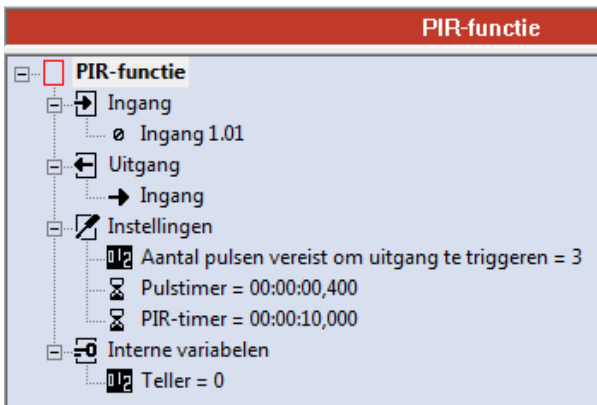 PIR-functie
PIR-functie
Ingang
Ingang 1.01
Uitgang
Ingang
Instellingen
Aantal pulsen vereist om uitgang te triggeren = 3
Pulstimer = 00:00:00,400
PIR-timer = 00:00:10,000
Interne variabelen
Teller = 0